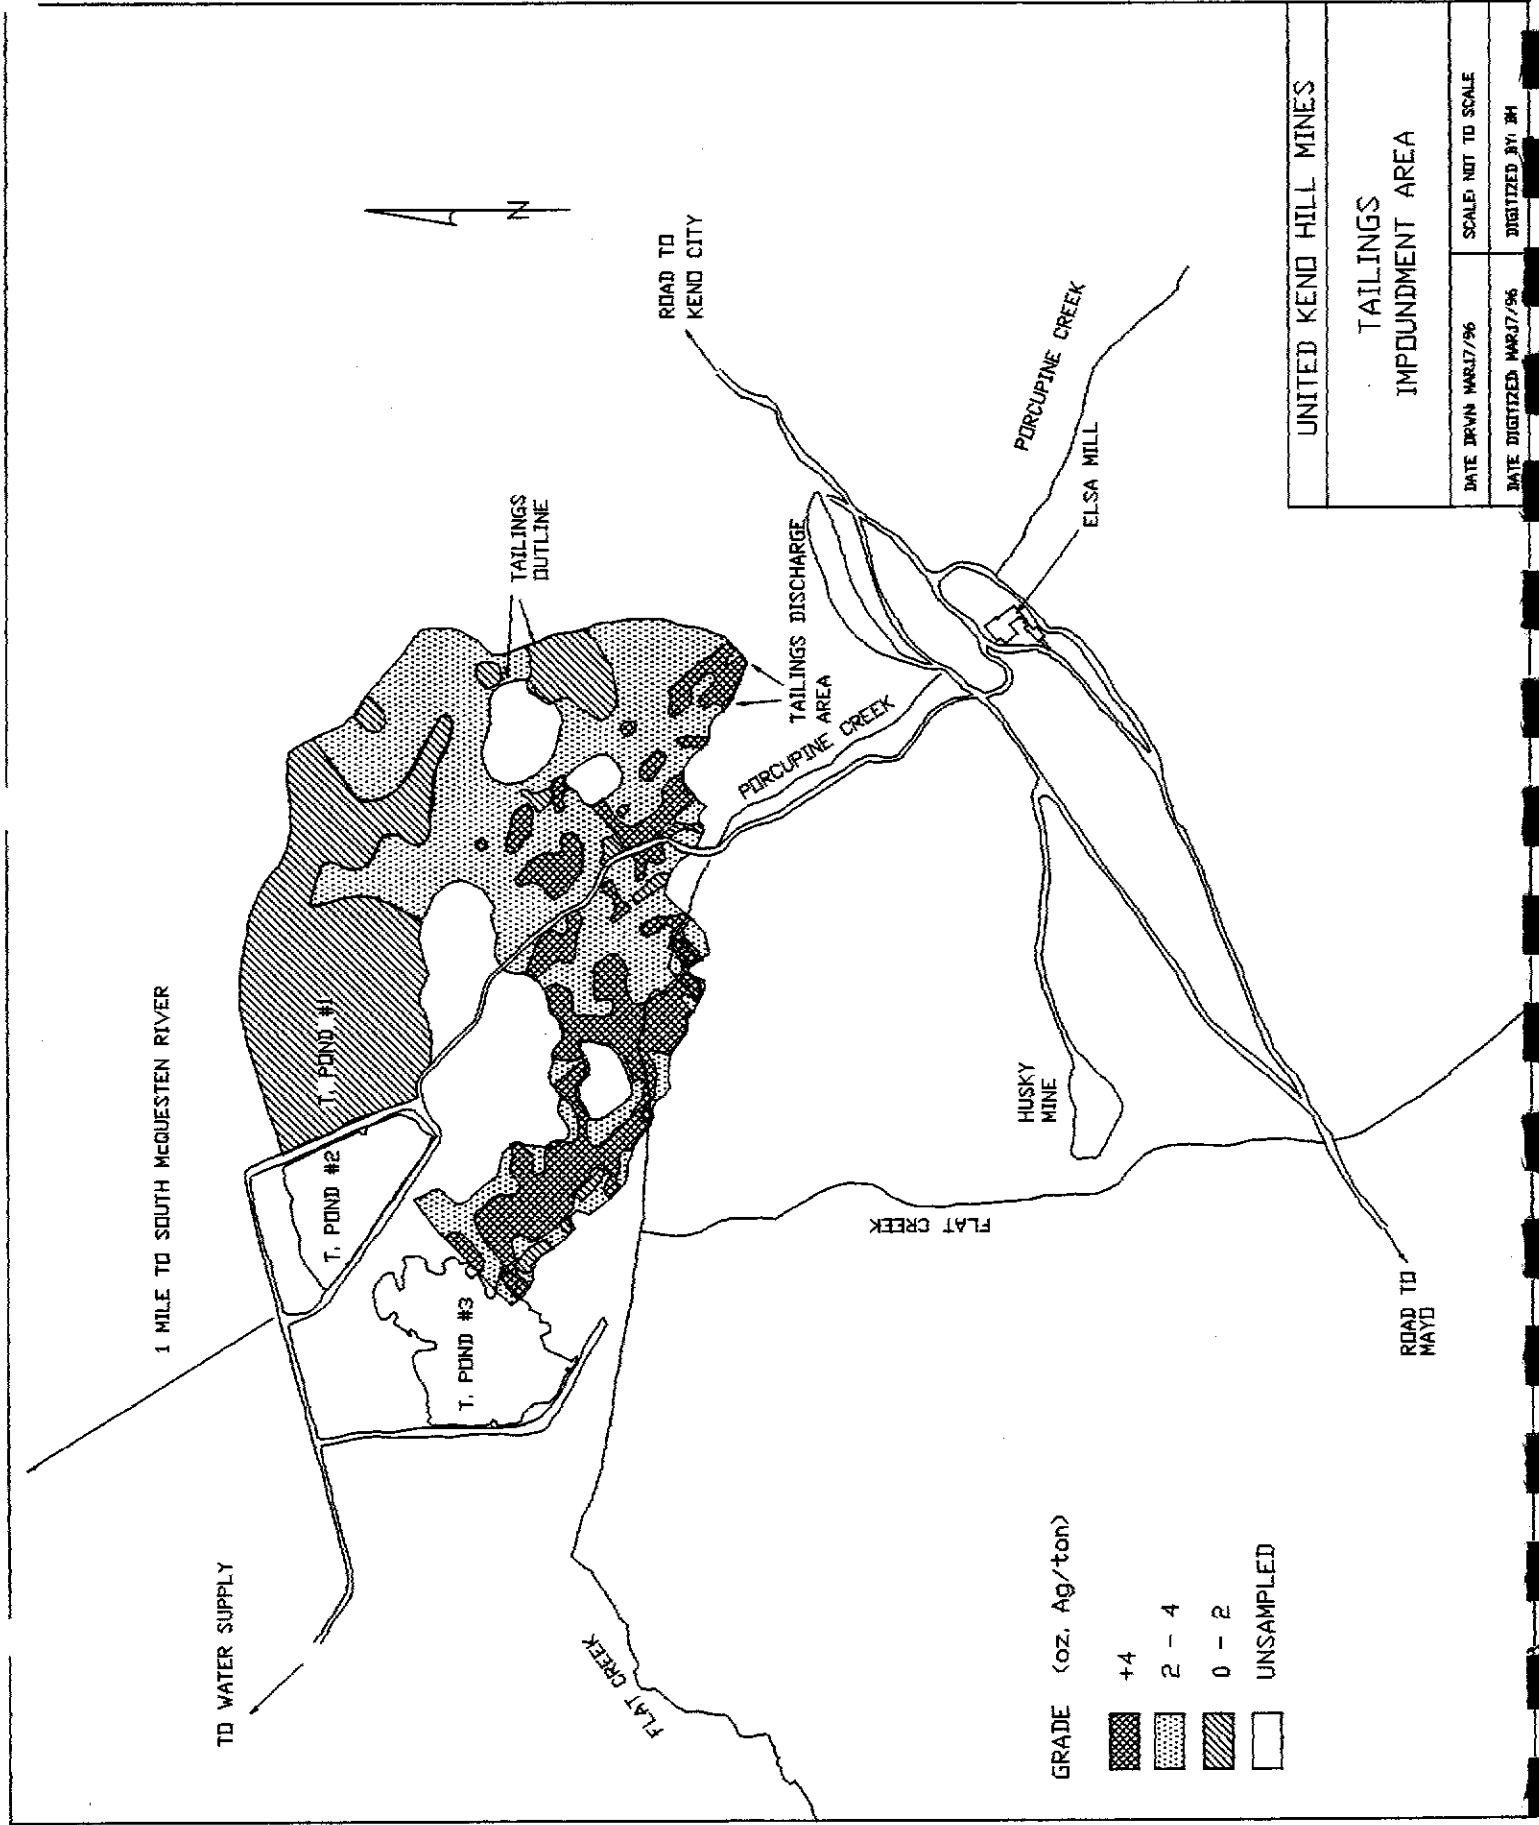 1 MILE TO SOUTH McQUESTEN RIVER
TO WATER SUPPLY
T. POND #1
T. POND #2
T. POND #3
TAILINGS
OUTLINE
N
ROAD TO
KENO CITY
TAILINGS DISCHARGE
AREA
PORCUPINE CREEK
PORCUPINE CREEK
ELSA MILL
HUSKY
MINE
FLAT CREEK
FLAT CREEK
ROAD TO
MAYO
GRADE (oz. Ag/ton)
+4
2 - 4
0 - 2
UNSAMPLED
UNITED KENO HILL MINES
TAILINGS
IMPOUNDMENT AREA
DATE DRWN: MAR.17/96
SCALE: NOT TO SCALE
DATE DIGITIZED: MAR.17/96
DIGITIZED BY: BH